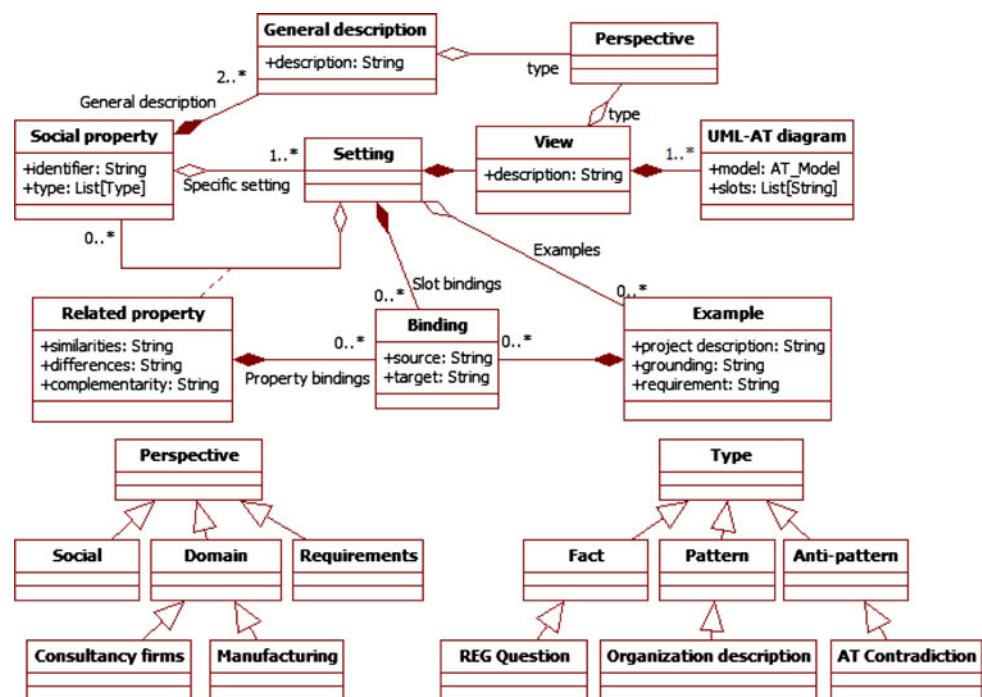 General description
+description: String
Perspective
type
2..*
General description
type
Social property
+identifier: String
+type: List[Type]
1..*
Specific setting
Setting
View
+description: String
1..*
UML-AT diagram
+model: AT_Model
+slots: List[String]
0..*
Examples
Slot bindings
0..*
0..*
Related property
+similarities: String
+differences: String
+complementarity: String
0..*
Property bindings
Binding
+source: String
+target: String
0..*
Example
+project description: String
+grounding: String
+requirement: String
Perspective
Type
Social
Domain
Requirements
Fact
Pattern
Anti-pattern
Consultancy firms
Manufacturing
REG Question
Organization description
AT Contradiction